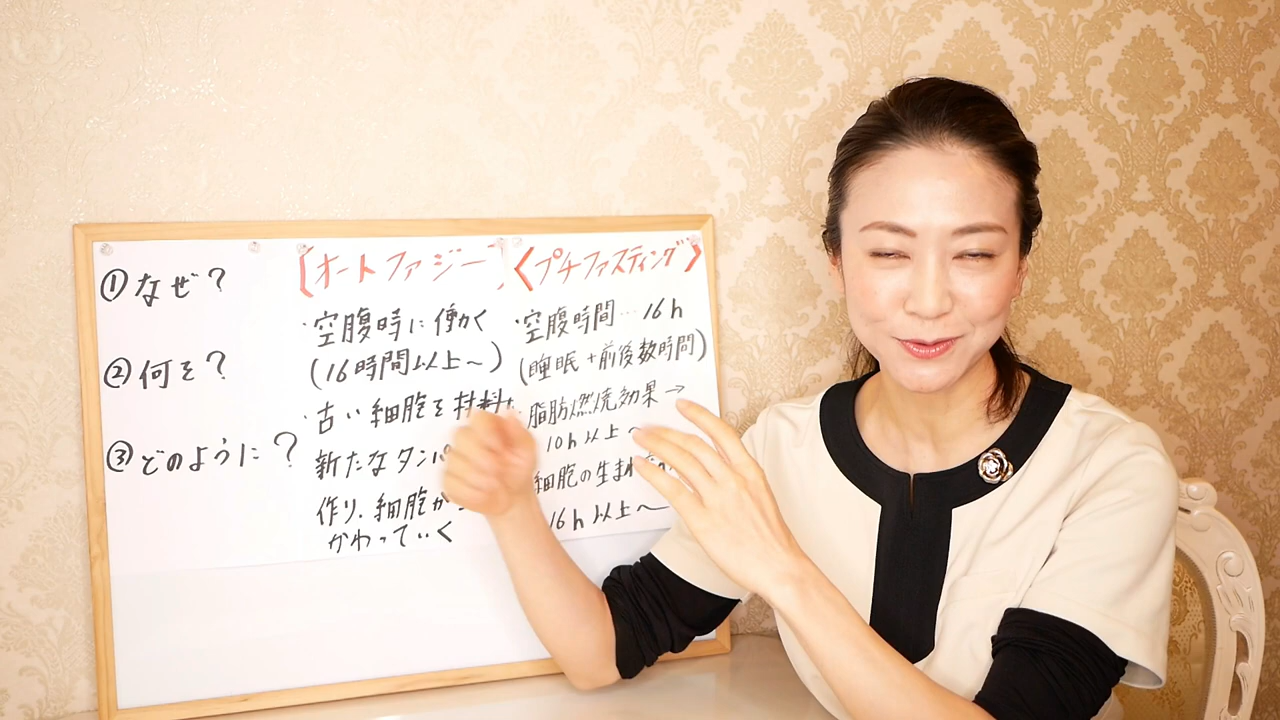 ①なぜ?
②何を?
③どのように?
【オートファジー】
・空腹時に働く
(16時間以上〜)
・古い細胞を材料
新たなタンパ
作り、細胞が
かわっていく
<プチファスティング>
・空腹時間…16h
(睡眠+前後数時間)
脂肪燃焼効果→
10h以上〜
細胞の生まれ
16h以上〜